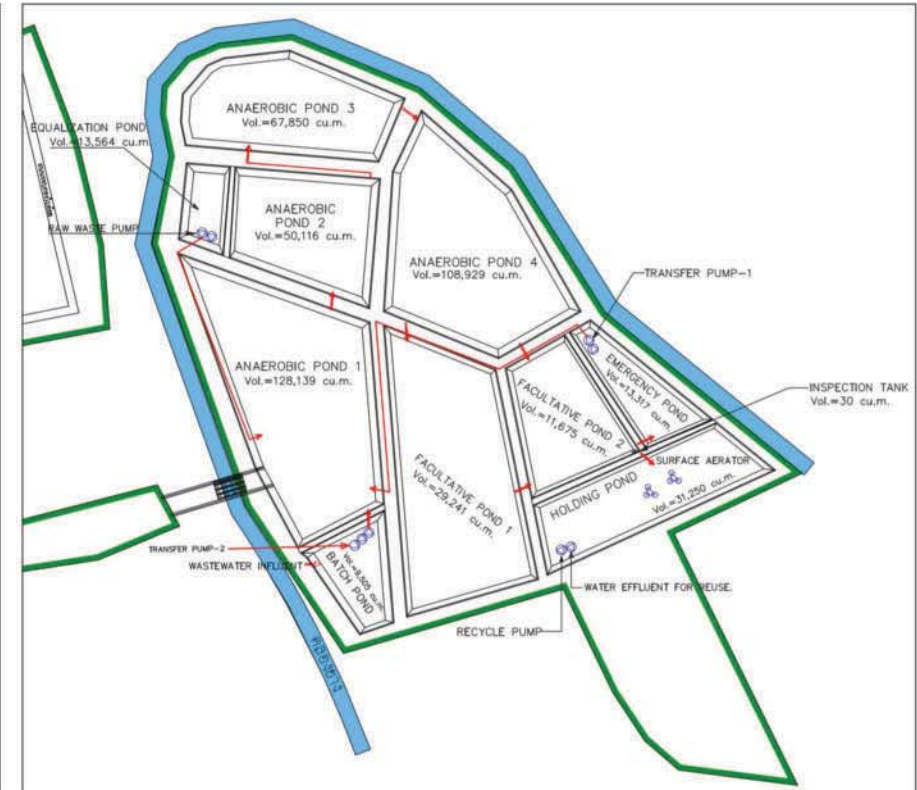 ANAEROBIC POND 3
Vol.=67,850 cu.m.
EQUALIZATION POND
Vol.=13,564 cu.m
ANAEROBIC
POND 2
Vol.=50,116 cu.m.
RAW WASTE PUMP
ANAEROBIC POND 4
Vol.=108,929 cu.m.
TRANSFER PUMP-1
ANAEROBIC POND 1
Vol.=128,139 cu.m.
EMERGENCY POND
Vol.=13,317 cu.m.
FACULTATIVE POND 2
Vol.=11,675 cu.m.
INSPECTION TANK
Vol.=30 cu,m.
SURFACE AERATOR
HOLDING POND
Vol.=31,250 cu.m.
FACULTATIVE POND 1
Vol.=29,241 cu.m.
TRANSFER PUMP-2
WASTEWATER INFLUENT
Vol.=9,505 cu.m.
BATCH POND
WATER EFFLUENT FOR REUSE.
RECYCLE PUMP